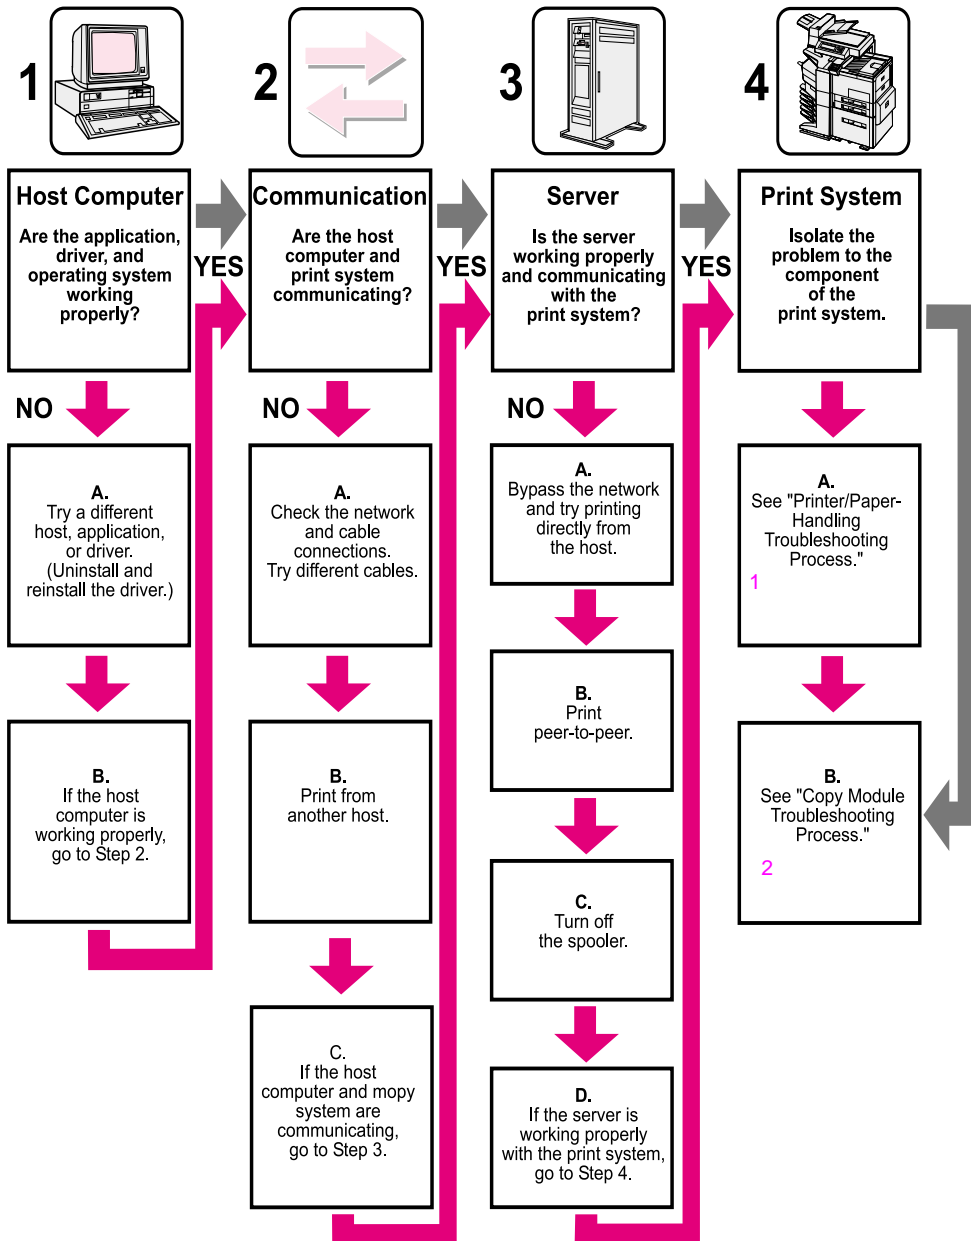 1
2
3
4
Host Computer
Are the application,
driver, and
operating system
working
properly?
YES
NO
A.
Try a different
host, application,
or driver.
(Uninstall and
reinstall the driver.)
B.
If the host
computer is
working properly,
go to Step 2.
Communication
Are the host
computer and
print system
communicating?
YES
NO
A.
Check the network
and cable
connections.
Try different cables.
B.
Print from
another host.
C.
If the host
computer and mopy
system are
communicating,
go to Step 3.
Server
Is the server
working properly
and communicating
with the
print system?
YES
NO
A.
Bypass the network
and try printing
directly from
the host.
B.
Print
peer-to-peer.
C.
Turn off
the spooler.
D.
If the server is
working properly
with the print system,
go to Step 4.
Print System
Isolate the
problem to the
component
of the
print system.
A.
See "Printer/Paper-
Handling
Troubleshooting
Process."
1
B.
See "Copy Module
Troubleshooting
Process."
2